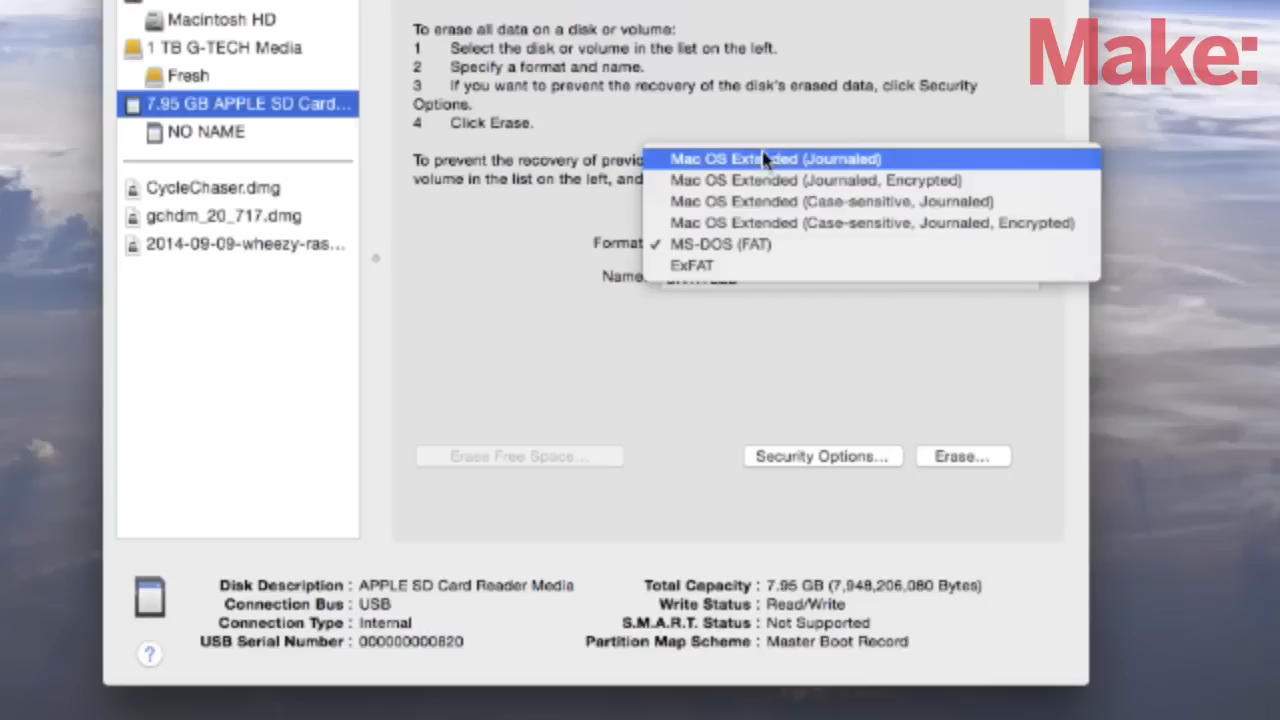 Make:
Macintosh HD
1 TB G-TECH Media
Fresh
7.95 GB APPLE SD Card...
NO NAME
CycleChaser.dmg
gchdm_20_717.dmg
2014-09-09-wheezy-ras...
To erase all data on a disk or volume:
1 Select the disk or volume in the list on the left.
2 Specify a format and name.
3 If you want to prevent the recovery of the disk's erased data, click Security
Options.
4 Click Erase.
To prevent the recovery of previo
volume in the list on the left, and
Format
Mac OS Extended (Journaled)
Mac OS Extended (Journaled, Encrypted)
Mac OS Extended (Case-sensitive, Journaled)
Mac OS Extended (Case-sensitive, Journaled, Encrypted)
✓ MS-DOS (FAT)
ExFAT
Name
Erase Free Space...
Security Options...
Erase...
Disk Description : APPLE SD Card Reader Media
Connection Bus : USB
Connection Type : Internal
USB Serial Number : 000000000820
Total Capacity : 7.95 GB (7,948,206,080 Bytes)
Write Status : Read/Write
S.M.A.R.T. Status : Not Supported
Partition Map Scheme : Master Boot Record
?